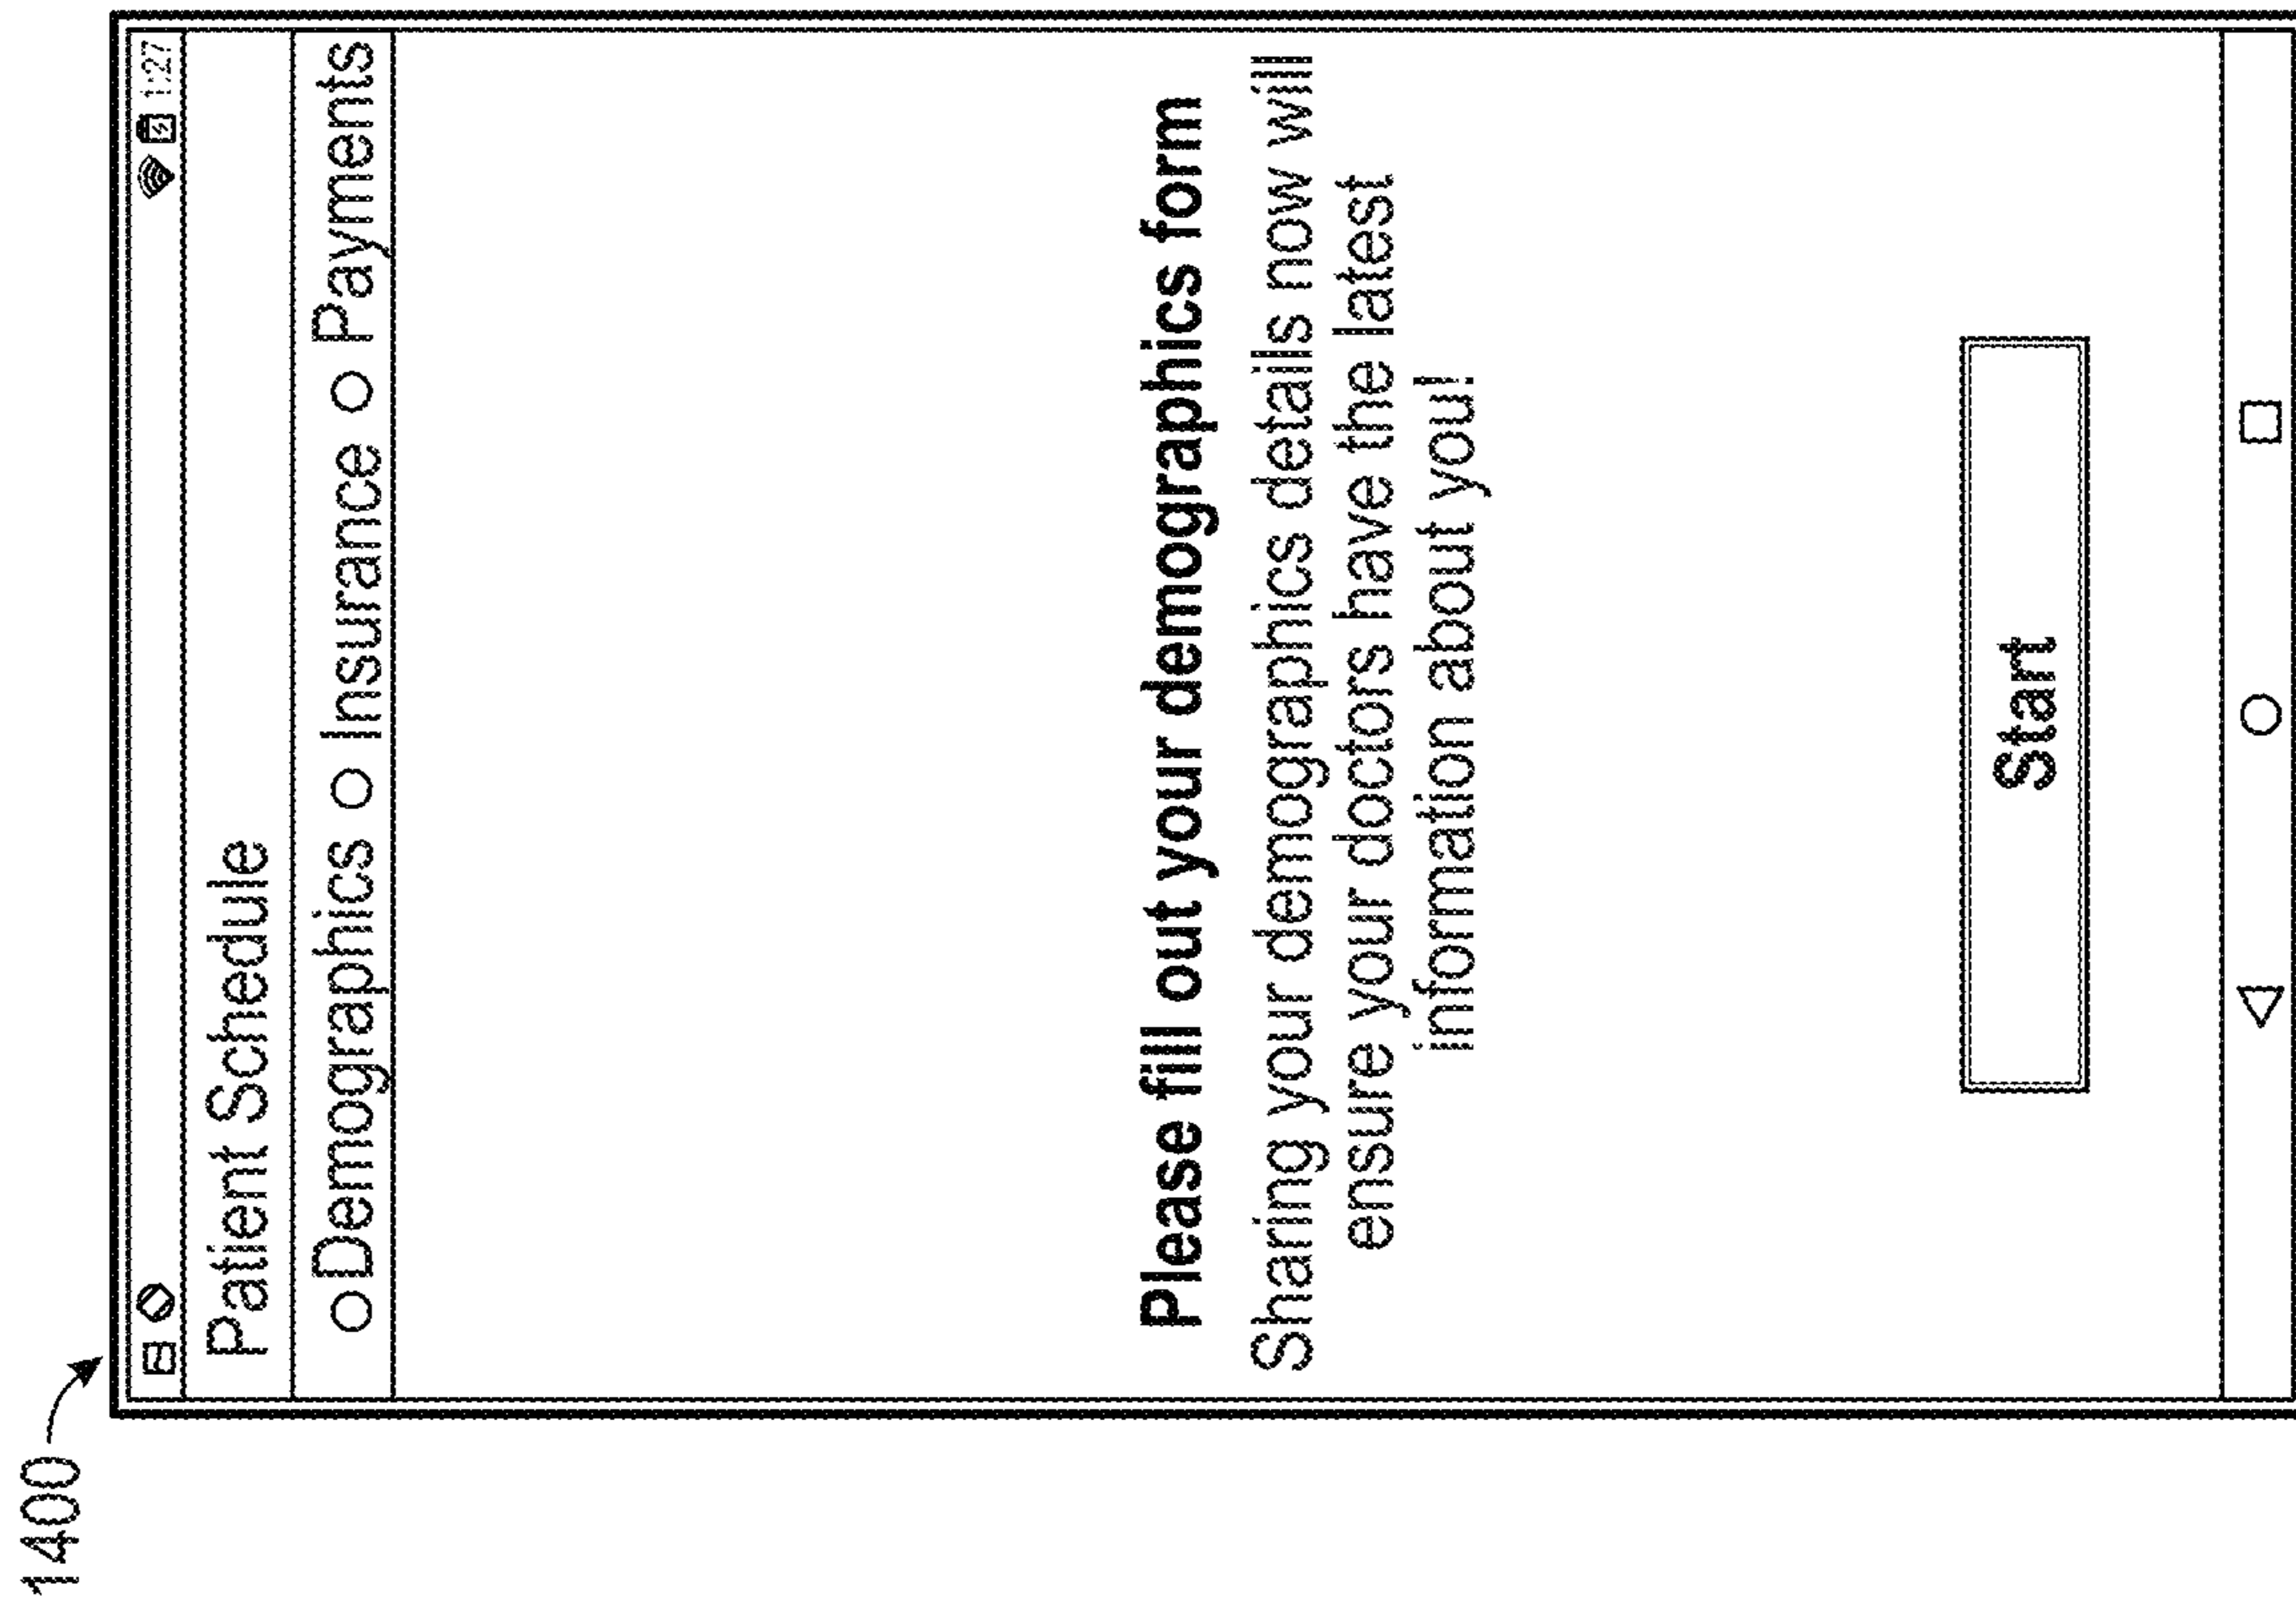 1400
1:27
Patient Schedule
Demographics Insurance Payments
Please fill out your demographics form
Sharing your demographics details now will
ensure your doctors have the latest
information about you!
Start